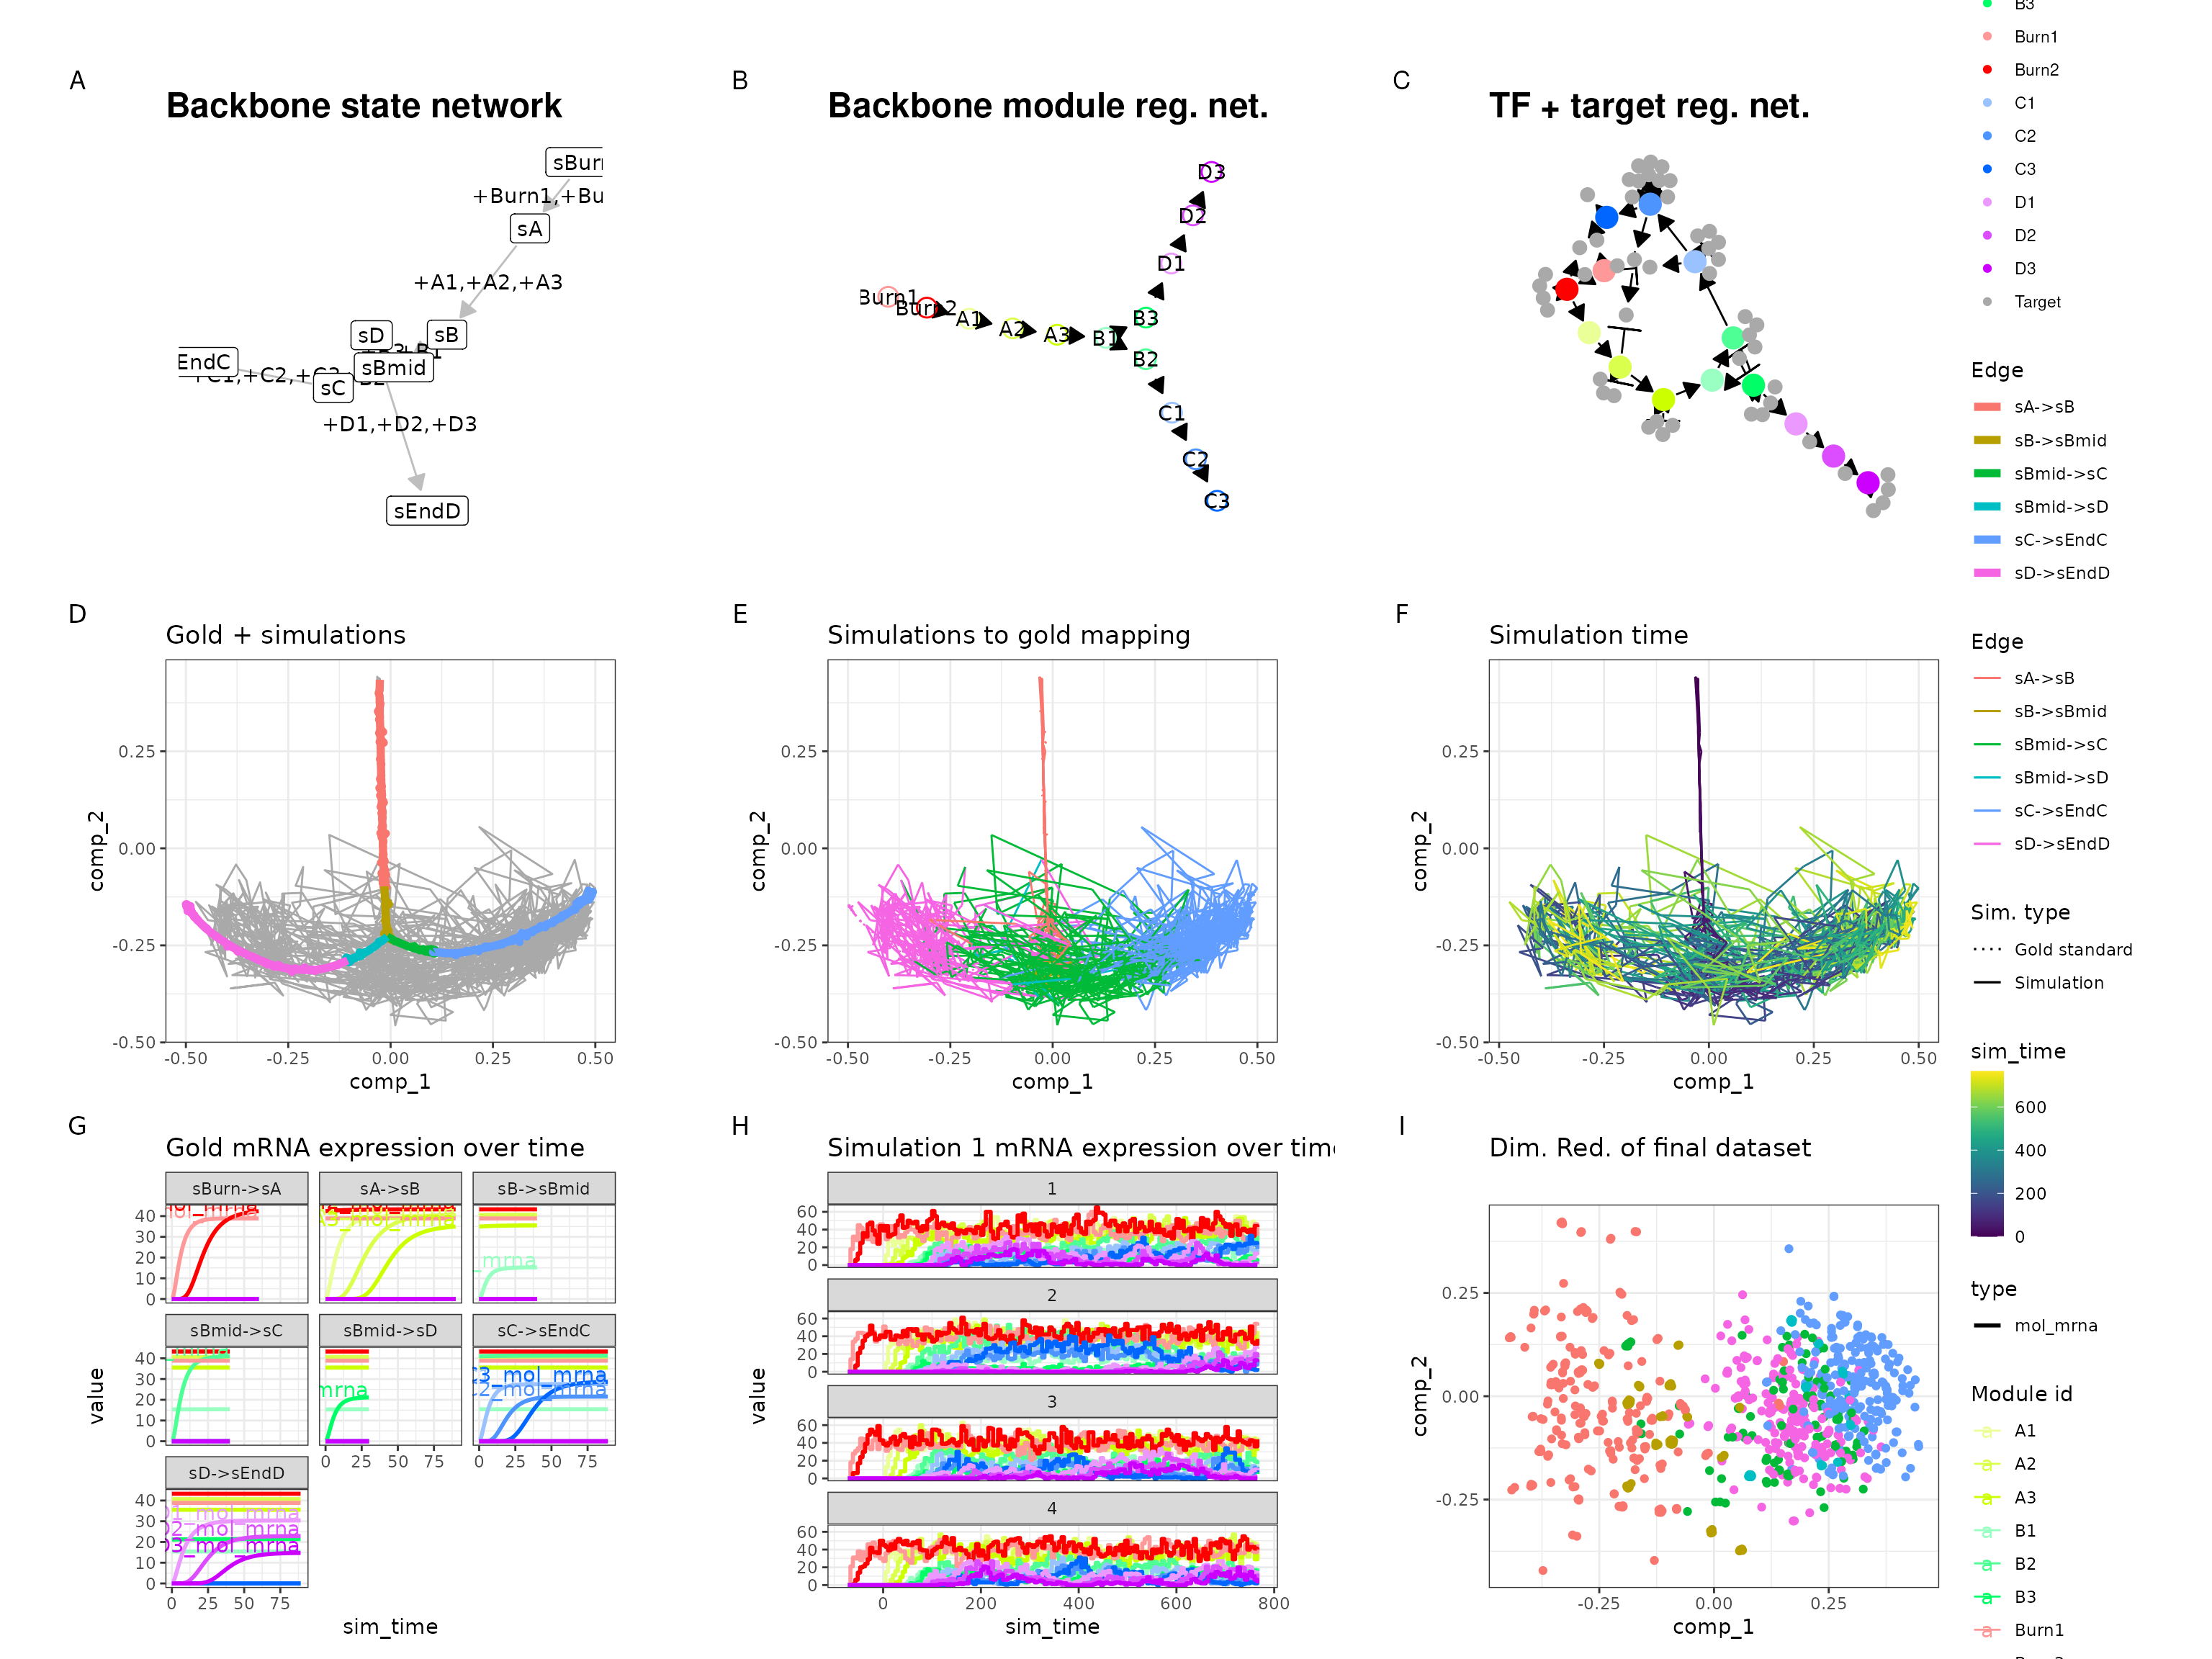 A
Backbone state network
sBurn
+Burn1,+Bu
sA
+A1,+A2,+A3
sD
sB
EndC
sBmid
sC
+D1,+D2,+D3
sEndD
B
Backbone module reg. net.
D3
D2
D1
Burn1
Burn2
A1
A2
A3
B1
B3
B2
C1
C2
C3
C
TF + target reg. net.
B3
Burn1
Burn2
C1
C2
C3
D1
D2
D3
Target
Edge
sA->sB
sB->sBmid
sBmid->sC
sBmid->sD
sC->sEndC
sD->sEndD
D
Gold + simulations
comp_2
0.25
0.00
-0.25
-0.50
-0.50 -0.25 0.00 0.25 0.50
comp_1
E
Simulations to gold mapping
comp_2
0.25
0.00
-0.25
-0.50
-0.50 -0.25 0.00 0.25 0.50
comp_1
F
Simulation time
comp_2
0.25
0.00
-0.25
-0.50
-0.50 -0.25 0.00 0.25 0.50
comp_1
Edge
sA->sB
sB->sBmid
sBmid->sC
sBmid->sD
sC->sEndC
sD->sEndD
Sim. type
Gold standard
Simulation
sim_time
600
400
200
0
type
mol_mrna
Module id
A1
A2
A3
B1
B2
B3
Burn1
G
Gold mRNA expression over time
value
sBurn->sA
sA->sB
sB->sBmid
40
30
20
10
0
_mrna
sBmid->sC
sBmid->sD
sC->sEndC
40
30
20
10
0
mrna
C3_mol_mrna
C2_mol_mrna
0 25 50 75
0 25 50 75
sD->sEndD
40
30
20
10
0
D1_mol_mrna
D2_mol_mrna
D3_mol_mrna
0 25 50 75
sim_time
H
Simulation 1 mRNA expression over time
value
1
60
40
20
0
2
60
40
20
0
3
60
40
20
0
4
60
40
20
0
0 200 400 600 800
sim_time
I
Dim. Red. of final dataset
comp_2
0.25
0.00
-0.25
-0.25 0.00 0.25
comp_1